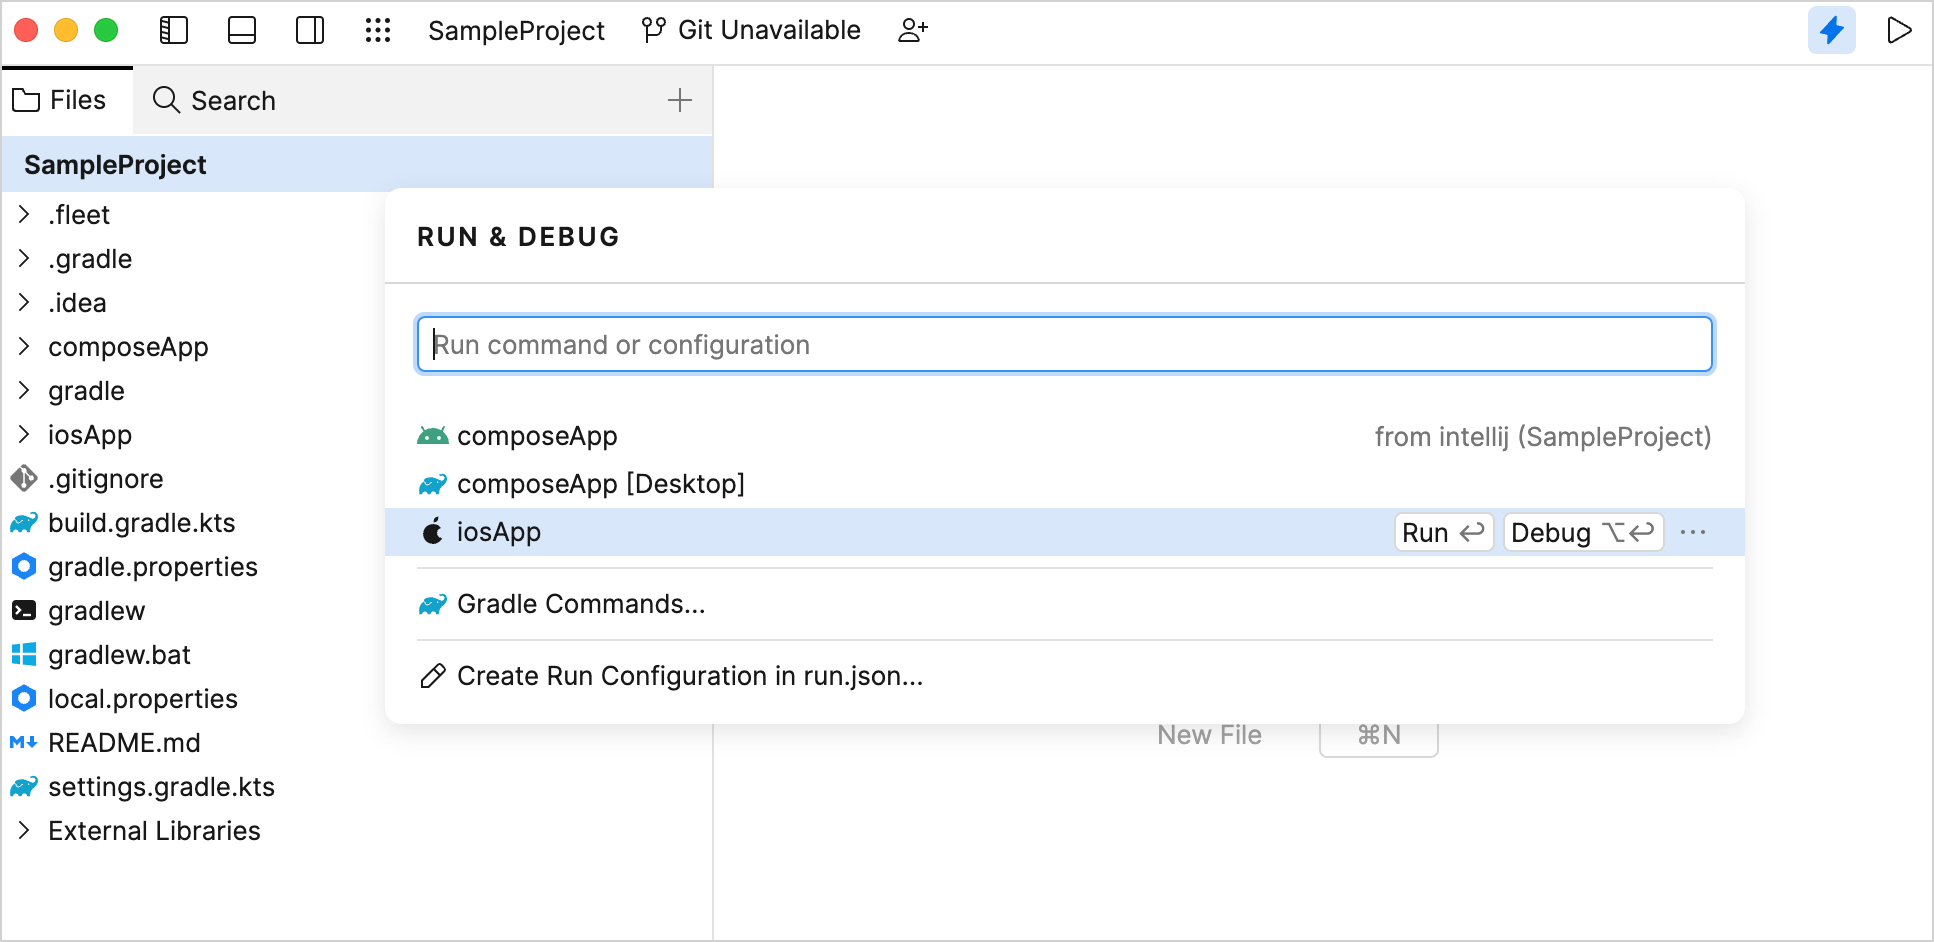 SampleProject Git Unavailable
Files Search
SampleProject
.fleet
.gradle
.idea
composeApp
gradle
iosApp
.gitignore
build.gradle.kts
gradle.properties
gradlew
gradlew.bat
local.properties
README.md
settings.gradle.kts
External Libraries
RUN & DEBUG
Run command or configuration
composeApp from intellij (SampleProject)
composeApp [Desktop]
iosApp Run ↩ Debug ⌥↩ ···
Gradle Commands...
Create Run Configuration in run.json...
New File ⌘N